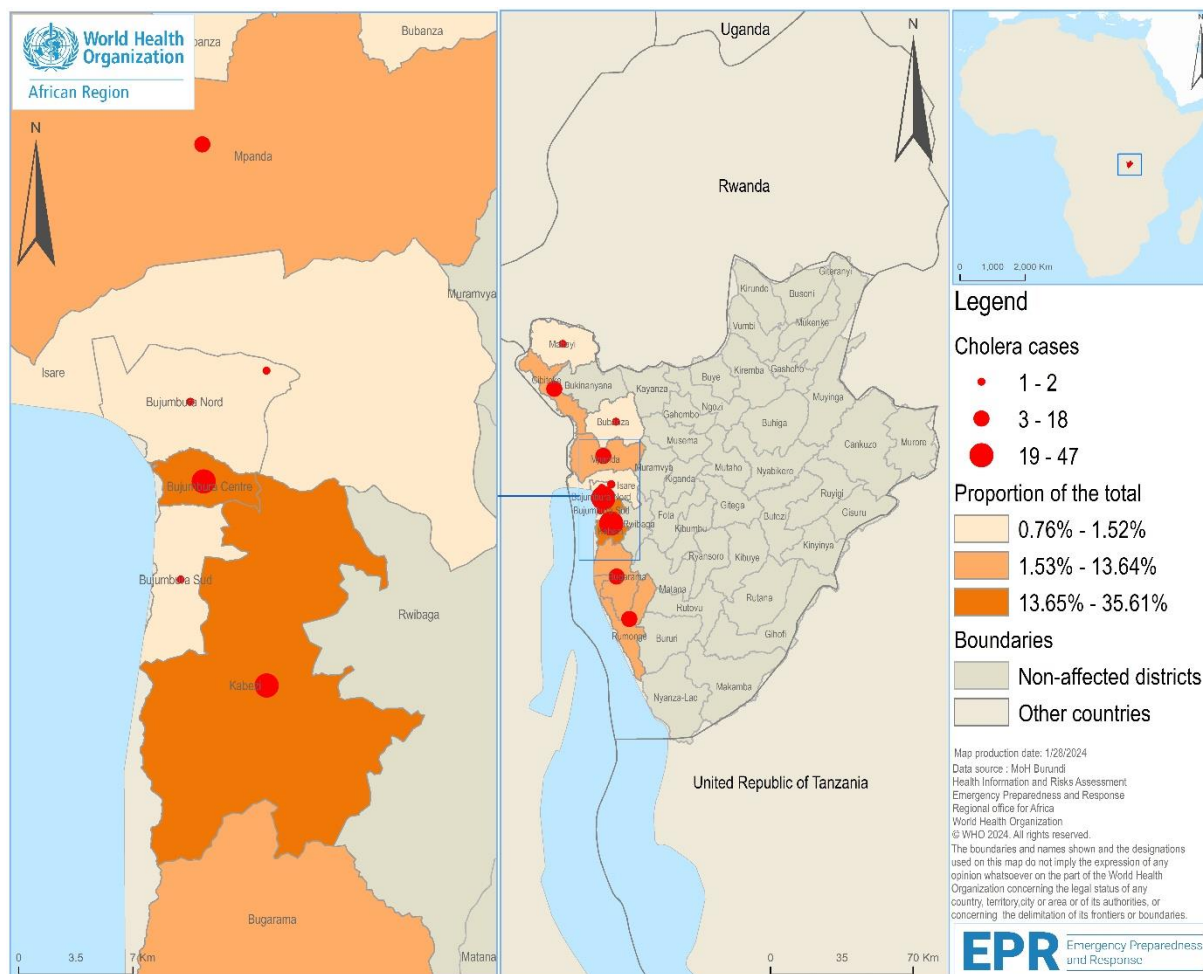 World Health
Organization
African Region
Bubanza
N
Mpanda
Muramvya
Isare
Bujumbura Nord
Bujumbura Centre
Bujumbura Sud
Rwibaga
Kabezi
Bugarama
Matana
0 3.5 7 Km
Uganda
N
Rwanda
Giteranyi
Kirundo
Busoni
Mukenke
Vumbi
Gashoho
Kiremba
Buye
Kayanza
Bukinanyana
Cibitoke
Ngozi
Muyinga
Gahombo
Buhiga
Bubanza
Musema
Cankuzo
Muroro
Muramvya
Mutaho
Nyabikere
Kiganda
Isare
Ruyigi
Bujumbura Nord
Gitega
Cisuru
Bujumbura Sud
Fota
Butezi
Rwibaga
Kibumbu
Kinyinya
Ryansoro
Kibuye
Bugarama
Matana
Rutana
Rutovu
Gihofi
Rumonge
Bururi
Makamba
Nyanza-Lac
United Republic of Tanzania
0 35 70 Km
N
0 1,000 2,000 Km
Legend
Cholera cases
1 - 2
3 - 18
19 - 47
Proportion of the total
0.76% - 1.52%
1.53% - 13.64%
13.65% - 35.61%
Boundaries
Non-affected districts
Other countries
Map production date: 1/28/2024
Data source : MoH Burundi
Health Information and Risks Assessment
Emergency Preparedness and Response
Regional office for Africa
World Health Organization
© WHO 2024. All rights reserved.
The boundaries and names shown and the designations
used on this map do not imply the expression of any
opinion whatsoever on the part of the World Health
Organization concerning the legal status of any
country, territory,city or area or of its authorities, or
concerning the delimitation of its frontiers or boundaries.
EPR Emergency Preparedness
and Response